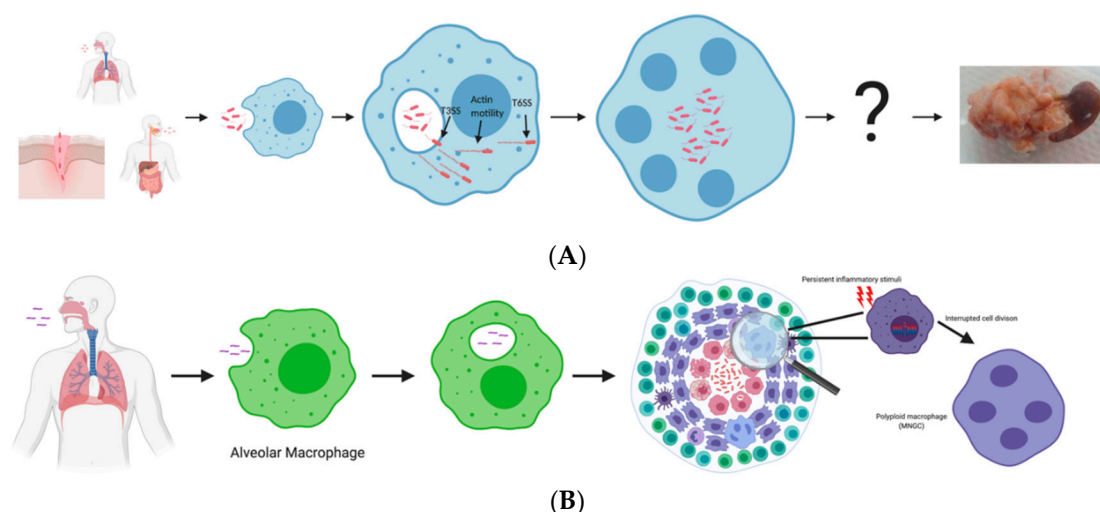 T3SS
Actin
motility
T6SS
?
(A)
Persistent inflammatory stimuli
Interrupted cell divison
Polyploid macrophage
(MNGC)
Alveolar Macrophage
(B)